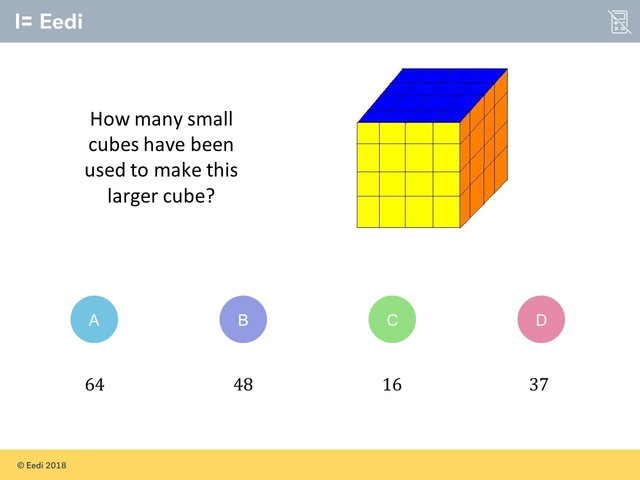 I= Eedi
How many small
cubes have been
used to make this
larger cube?
A
B
C
D
64
48
16
37
© Eedi 2018